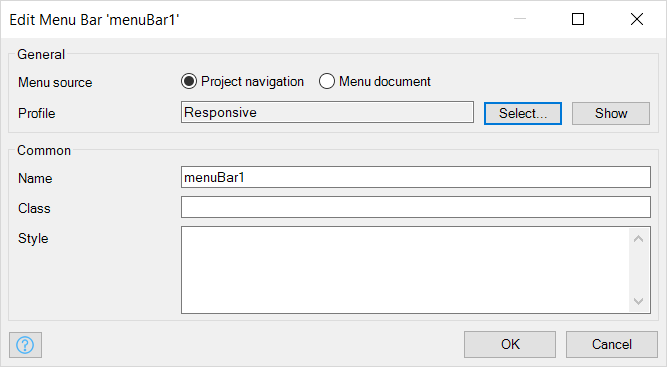 Edit Menu Bar 'menuBar1'
General
Menu source Project navigation Menu document
Profile Responsive Select... Show
Common
Name menuBar1
Class
Style
? OK Cancel